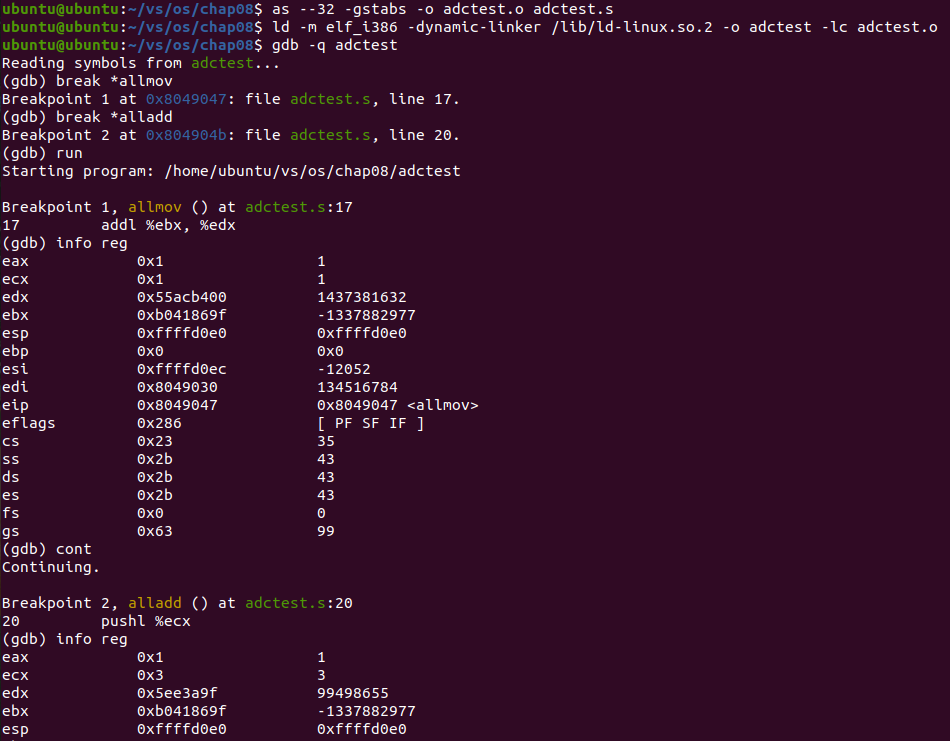 ubuntu@ubuntu:~/vs/os/chap08$ as --32 -gstabs -o adctest.o adctest.s
ubuntu@ubuntu:~/vs/os/chap08$ ld -m elf_i386 -dynamic-linker /lib/ld-linux.so.2 -o adctest -lc adctest.o
ubuntu@ubuntu:~/vs/os/chap08$ gdb -q adctest
Reading symbols from adctest...
(gdb) break *allmov
Breakpoint 1 at 0x8049047: file adctest.s, line 17.
(gdb) break *alladd
Breakpoint 2 at 0x804904b: file adctest.s, line 20.
(gdb) run
Starting program: /home/ubuntu/vs/os/chap08/adctest
Breakpoint 1, allmov () at adctest.s:17
17 addl %ebx, %edx
(gdb) info reg
eax 0x1 1
ecx 0x1 1
edx 0x55acb400 1437381632
ebx 0xb041869f -1337882977
esp 0xffffd0e0 0xffffd0e0
ebp 0x0 0x0
esi 0xffffd0ec -12052
edi 0x8049030 134516784
eip 0x8049047 0x8049047 <allmov>
eflags 0x286 [ PF SF IF ]
cs 0x23 35
ss 0x2b 43
ds 0x2b 43
es 0x2b 43
fs 0x0 0
gs 0x63 99
(gdb) cont
Continuing.
Breakpoint 2, alladd () at adctest.s:20
20 pushl %ecx
(gdb) info reg
eax 0x1 1
ecx 0x3 3
edx 0x5ee3a9f 99498655
ebx 0xb041869f -1337882977
esp 0xffffd0e0 0xffffd0e0